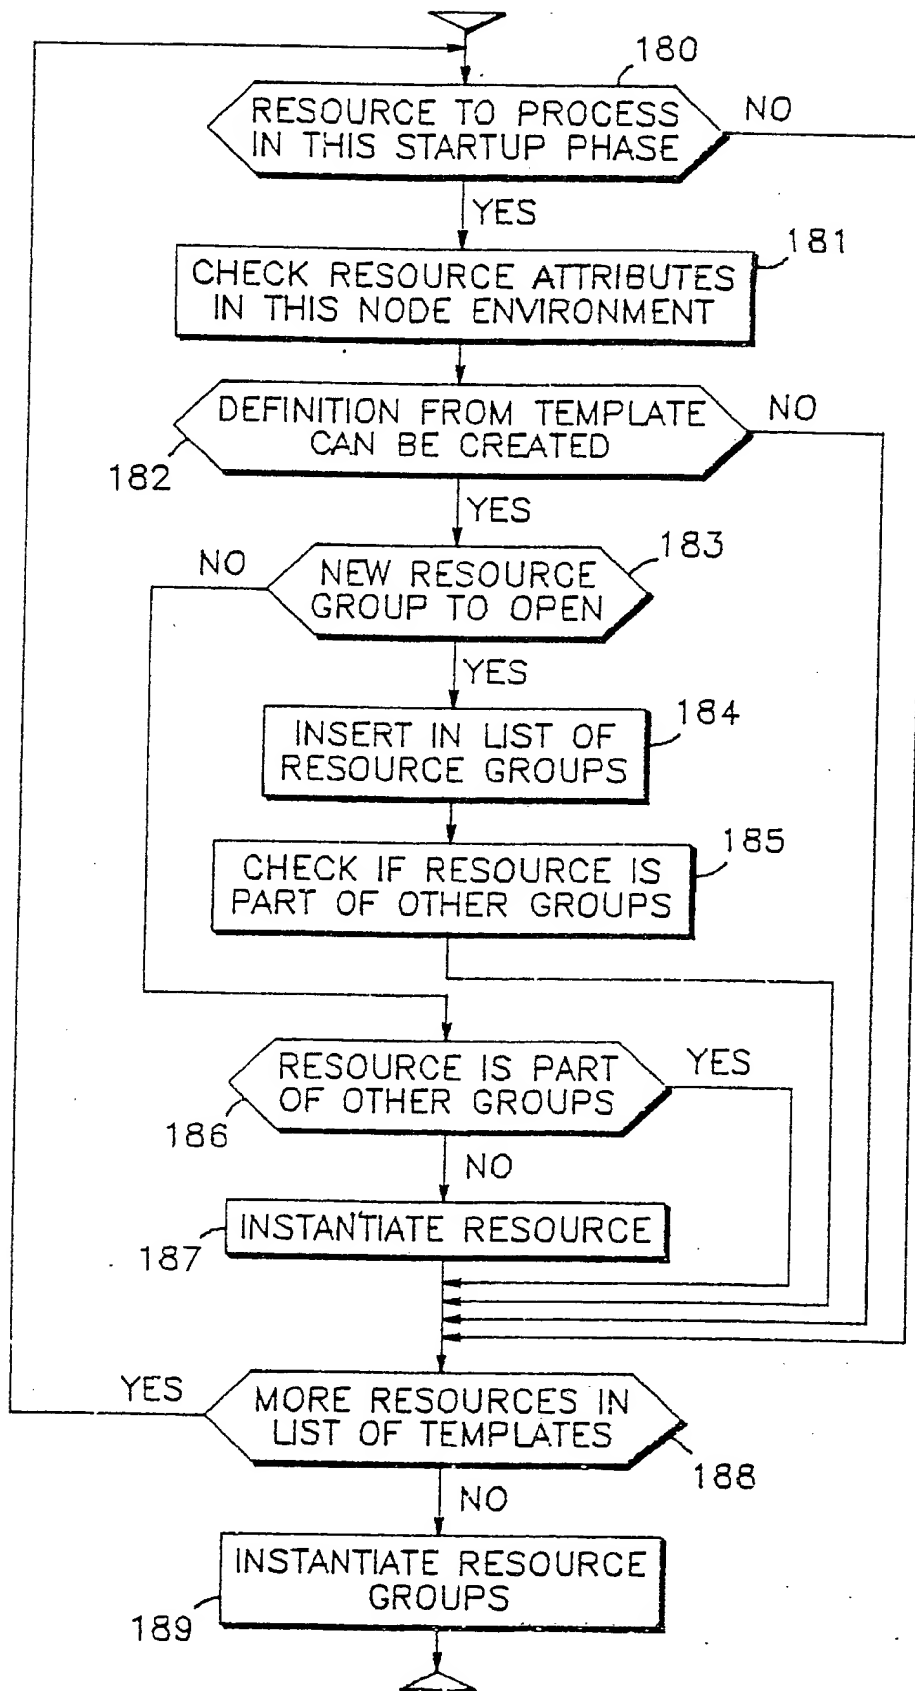 180
RESOURCE TO PROCESS
IN THIS STARTUP PHASE
NO
YES
181
CHECK RESOURCE ATTRIBUTES
IN THIS NODE ENVIRONMENT
DEFINITION FROM TEMPLATE
CAN BE CREATED
NO
182
YES
183
NO
NEW RESOURCE
GROUP TO OPEN
YES
184
INSERT IN LIST OF
RESOURCE GROUPS
185
CHECK IF RESOURCE IS
PART OF OTHER GROUPS
RESOURCE IS PART
OF OTHER GROUPS
YES
186
NO
INSTANTIATE RESOURCE
187
YES
MORE RESOURCES IN
LIST OF TEMPLATES
188
NO
INSTANTIATE RESOURCE
GROUPS
189